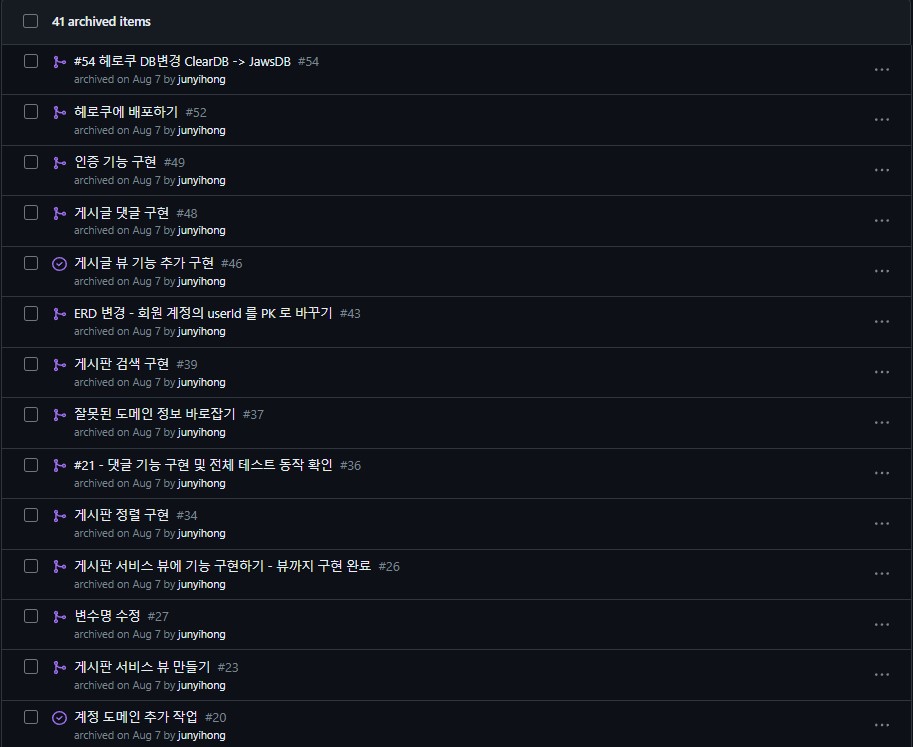 41 archived items
#54 헤로쿠 DB변경 ClearDB -> JawsDB #54
archived on Aug 7 by junyihong
헤로쿠에 배포하기 #52
archived on Aug 7 by junyihong
인증 기능 구현 #49
archived on Aug 7 by junyihong
게시글 댓글 구현 #48
archived on Aug 7 by junyihong
게시글 뷰 기능 추가 구현 #46
archived on Aug 7 by junyihong
ERD 변경 - 회원 계정의 userId 를 PK 로 바꾸기 #43
archived on Aug 7 by junyihong
게시판 검색 구현 #39
archived on Aug 7 by junyihong
잘못된 도메인 정보 바로잡기 #37
archived on Aug 7 by junyihong
#21 - 댓글 기능 구현 및 전체 테스트 동작 확인 #36
archived on Aug 7 by junyihong
게시판 정렬 구현 #34
archived on Aug 7 by junyihong
게시판 서비스 뷰에 기능 구현하기 - 뷰까지 구현 완료 #26
archived on Aug 7 by junyihong
변수명 수정 #27
archived on Aug 7 by junyihong
게시판 서비스 뷰 만들기 #23
archived on Aug 7 by junyihong
계정 도메인 추가 작업 #20
archived on Aug 7 by junyihong